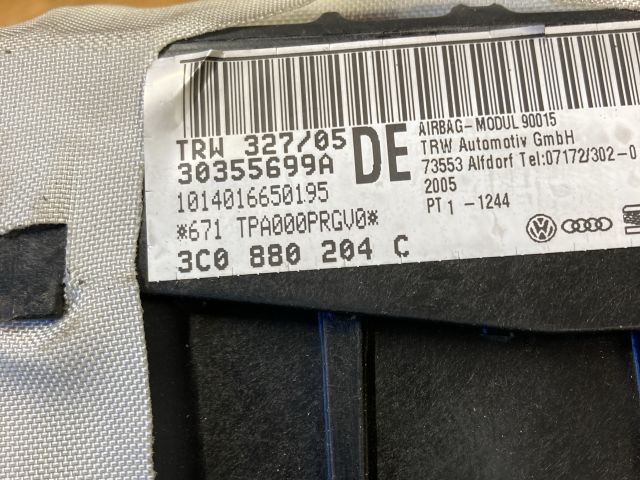 TRW 327/05
30355699A
1014016650195
*671 TPA000PRGV0*
3C0 880 204 C
DE
AIRBAG-MODUL 90015
TRW Automotiv GmbH
73553 Alfdorf Tel:07172/302-0
2005
PT 1 -1244